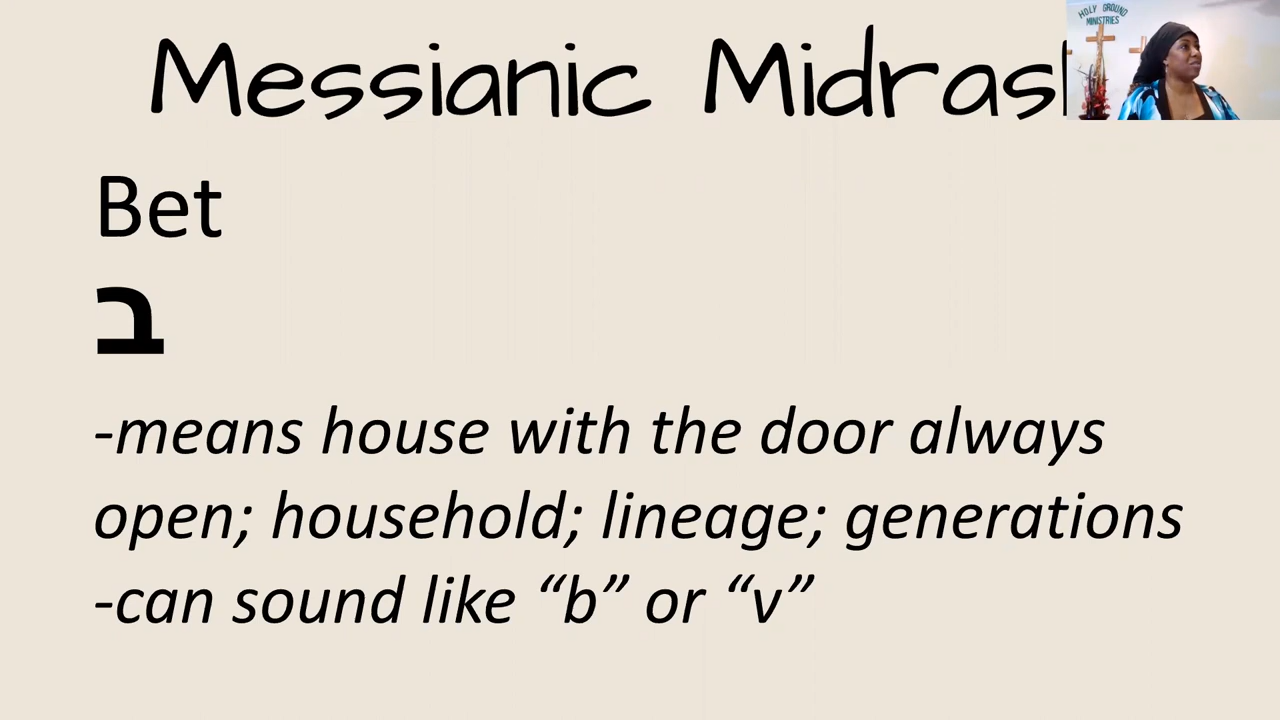 Messianic Midras
HOLY GROUND
MINISTRIES
Bet
ב
-means house with the door always
open; household; lineage; generations
-can sound like “b” or “v”